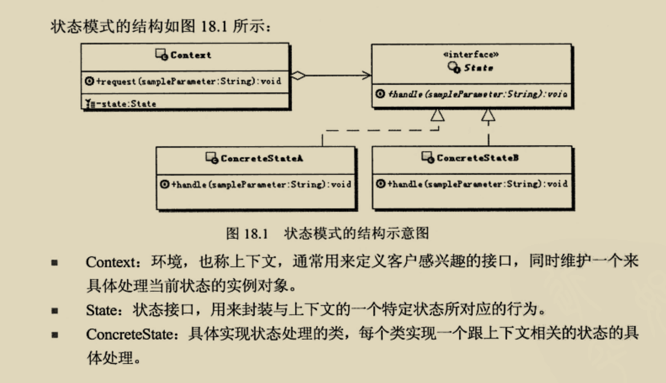 状态模式的结构如图 18.1 所示：
Context
+request(sampleParameter:String):void
-state:State
«interface»
State
+handle(sampleParameter:String):void
ConcreteStateA
+handle(sampleParameter:String):void
ConcreteStateB
+handle(sampleParameter:String):void
图 18.1 状态模式的结构示意图
■ Context：环境，也称上下文，通常用来定义客户感兴趣的接口，同时维护一个来
具体处理当前状态的实例对象。
■ State：状态接口，用来封装与上下文的一个特定状态所对应的行为。
■ ConcreteState：具体实现状态处理的类，每个类实现一个跟上下文相关的状态的具
体处理。